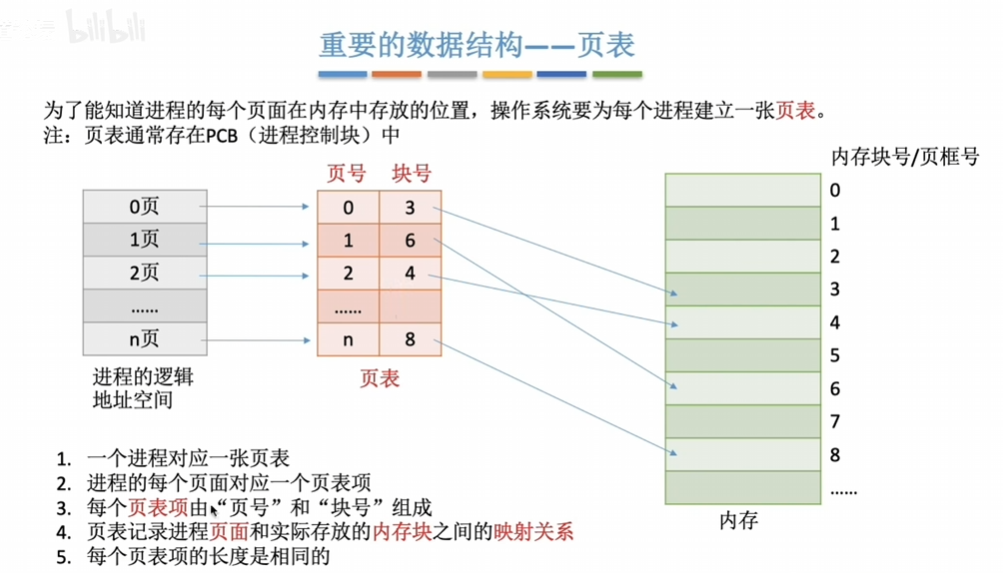 bilibili
重要的数据结构——页表
为了能知道进程的每个页面在内存中存放的位置，操作系统要为每个进程建立一张页表。
注：页表通常存在PCB（进程控制块）中
内存块号/页框号
页号 块号
0页 0 3
1页 1 6
2页 2 4
...... ......
n页 n 8
进程的逻辑
地址空间
页表
0
1
2
3
4
5
6
7
8
......
内存
1. 一个进程对应一张页表
2. 进程的每个页面对应一个页表项
3. 每个页表项由“页号”和“块号”组成
4. 页表记录进程页面和实际存放的内存块之间的映射关系
5. 每个页表项的长度是相同的